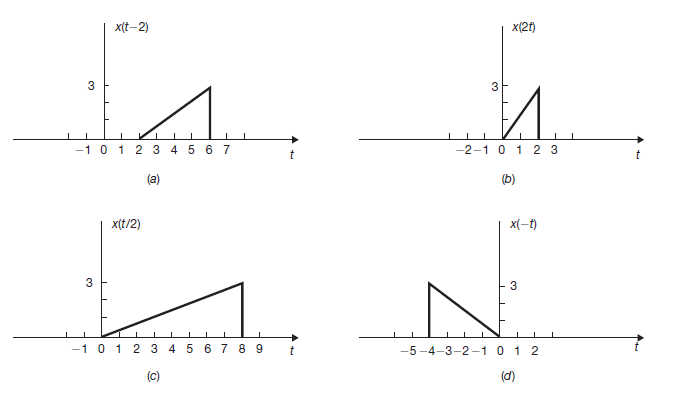 x(t−2)
3
−1 0 1 2 3 4 5 6 7
t
(a)
x(2t)
3
−2−1 0 1 2 3
t
(b)
x(t/2)
3
−1 0 1 2 3 4 5 6 7 8 9
t
(c)
x(−t)
3
−5−4−3−2−1 0 1 2
t
(d)